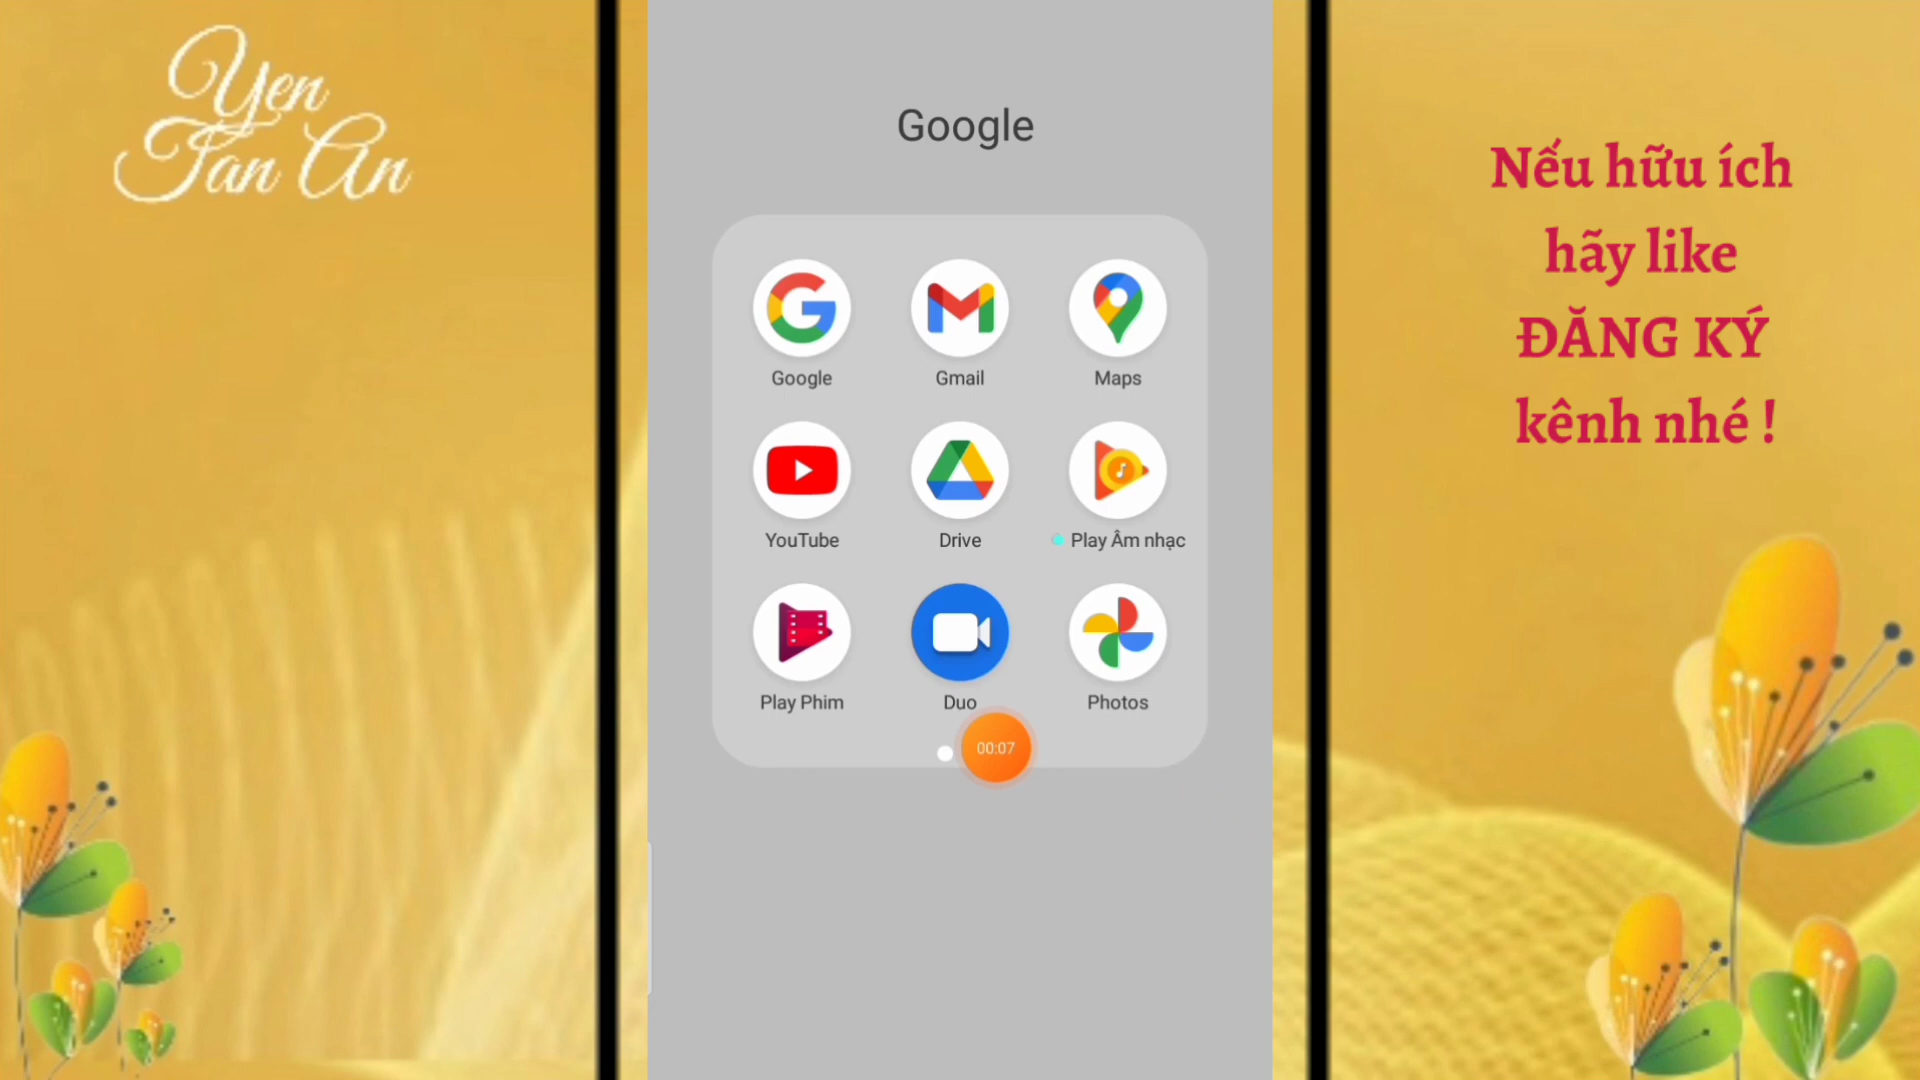 Yen
Tan An
Google
Google
Gmail
Maps
YouTube
Drive
Play Âm nhạc
Play Phim
Duo
Photos
00:07
Nếu hữu ích
hãy like
ĐĂNG KÝ
kênh nhé !